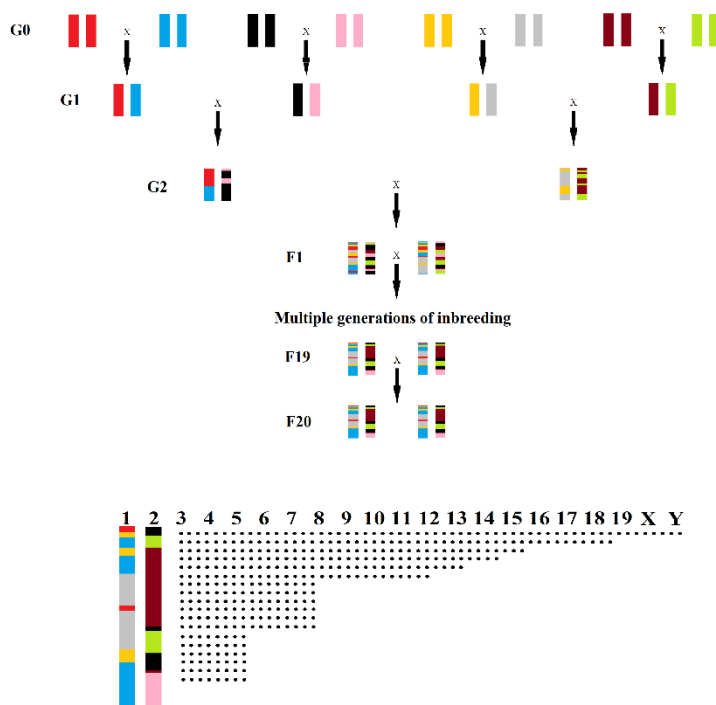 G0 x x x x
G1 x x
G2 x
F1 x
Multiple generations of inbreeding
F19 x
F20
1 2 3 4 5 6 7 8 9 10 11 12 13 14 15 16 17 18 19 X Y